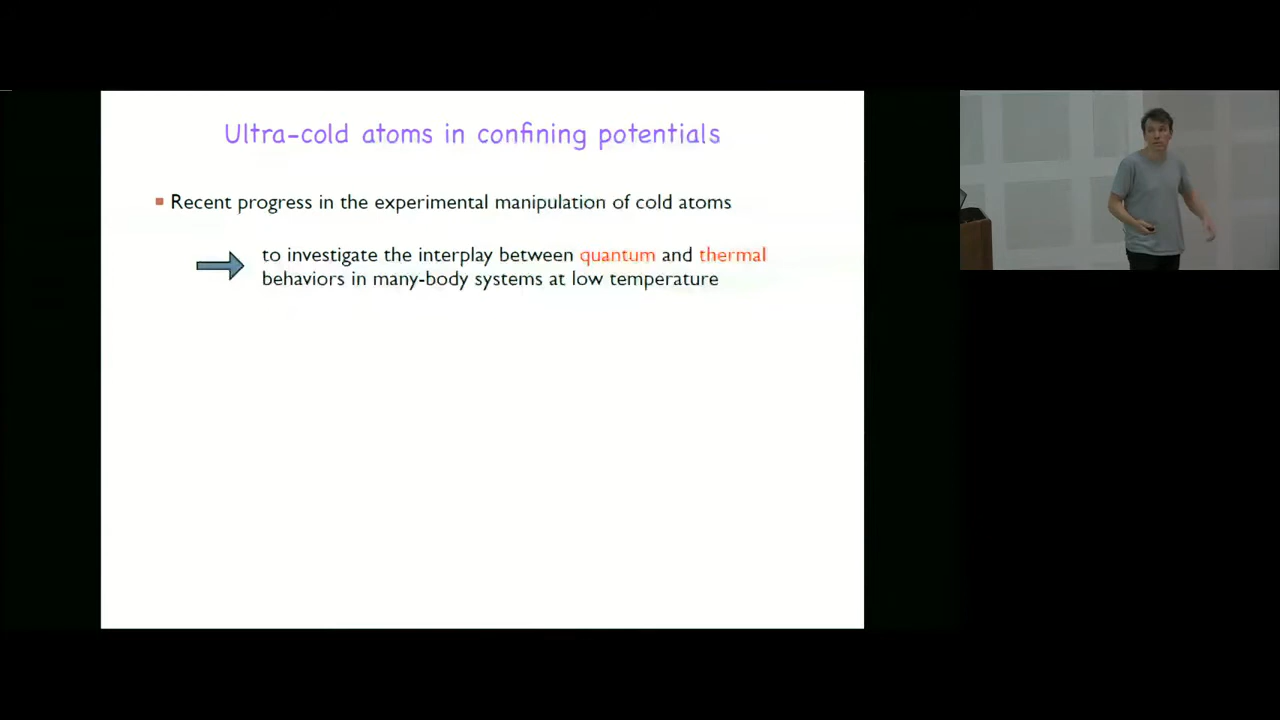 Ultra-cold atoms in confining potentials
Recent progress in the experimental manipulation of cold atoms
to investigate the interplay between quantum and thermal
behaviors in many-body systems at low temperature